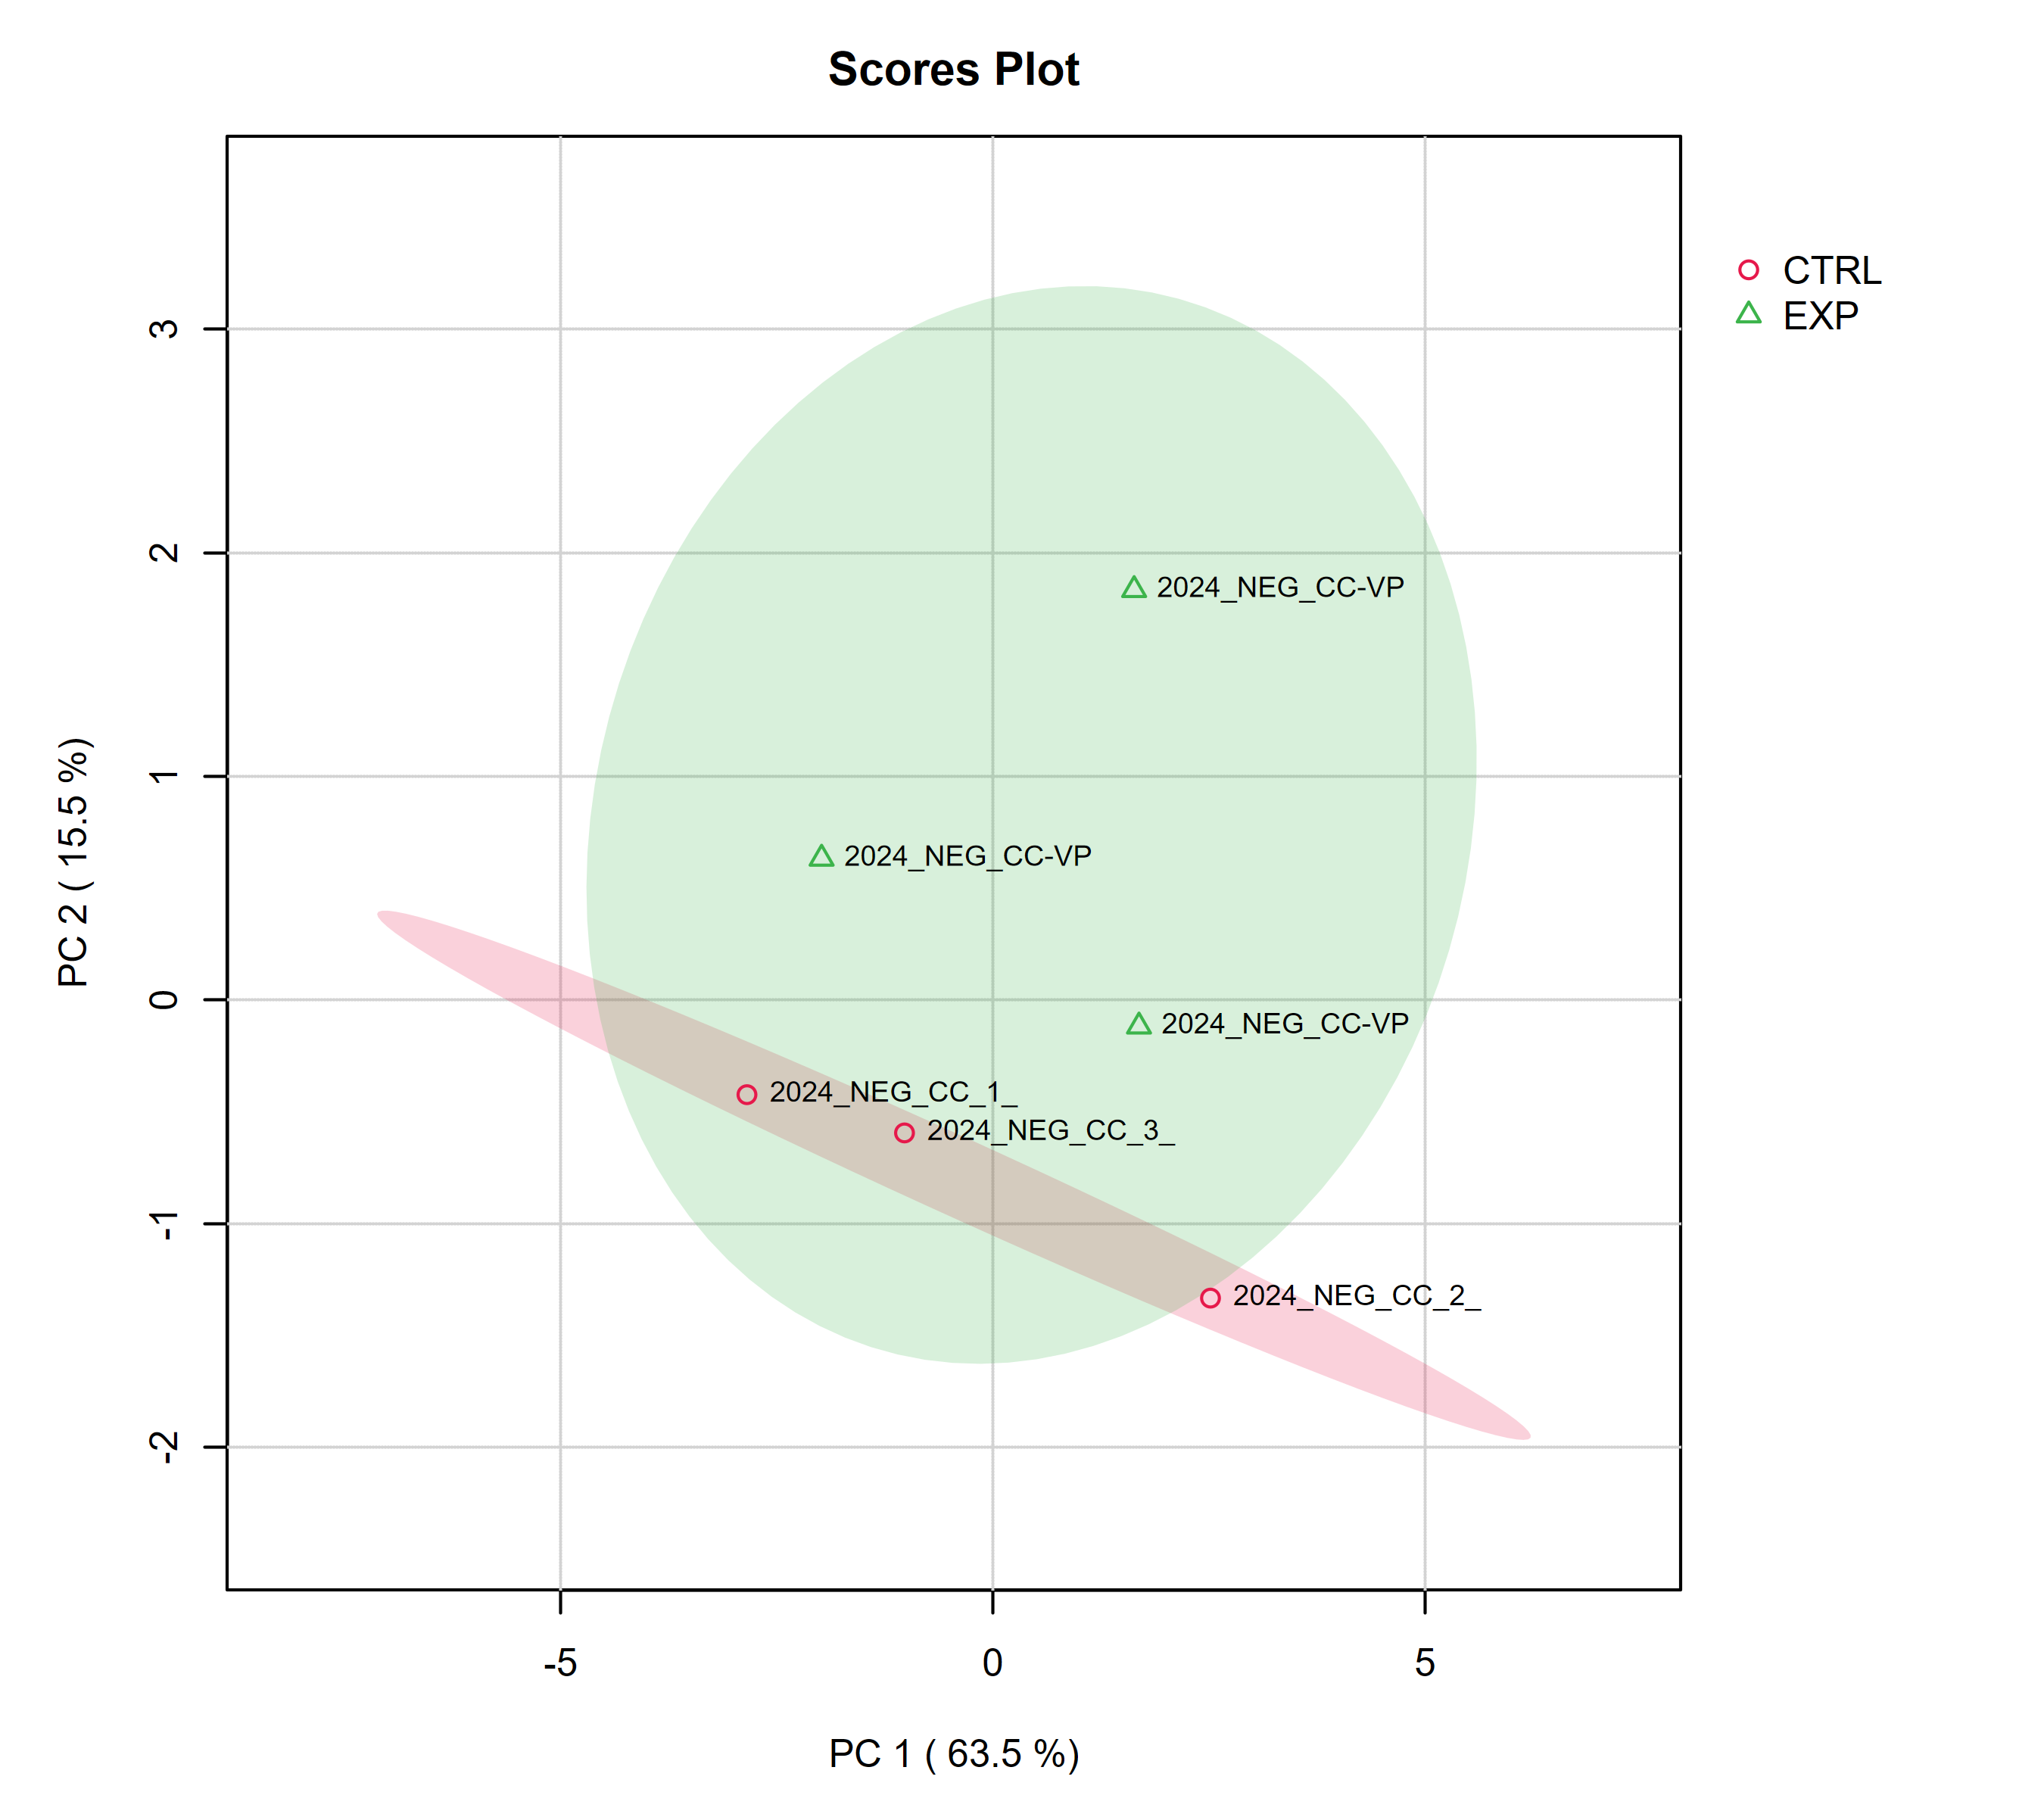 Scores Plot
CTRL
EXP
3
2
1
0
-1
-2
PC 2 ( 15.5 %)
2024_NEG_CC-VP
2024_NEG_CC-VP
2024_NEG_CC-VP
2024_NEG_CC_1_
2024_NEG_CC_3_
2024_NEG_CC_2_
-5 0 5
PC 1 ( 63.5 %)